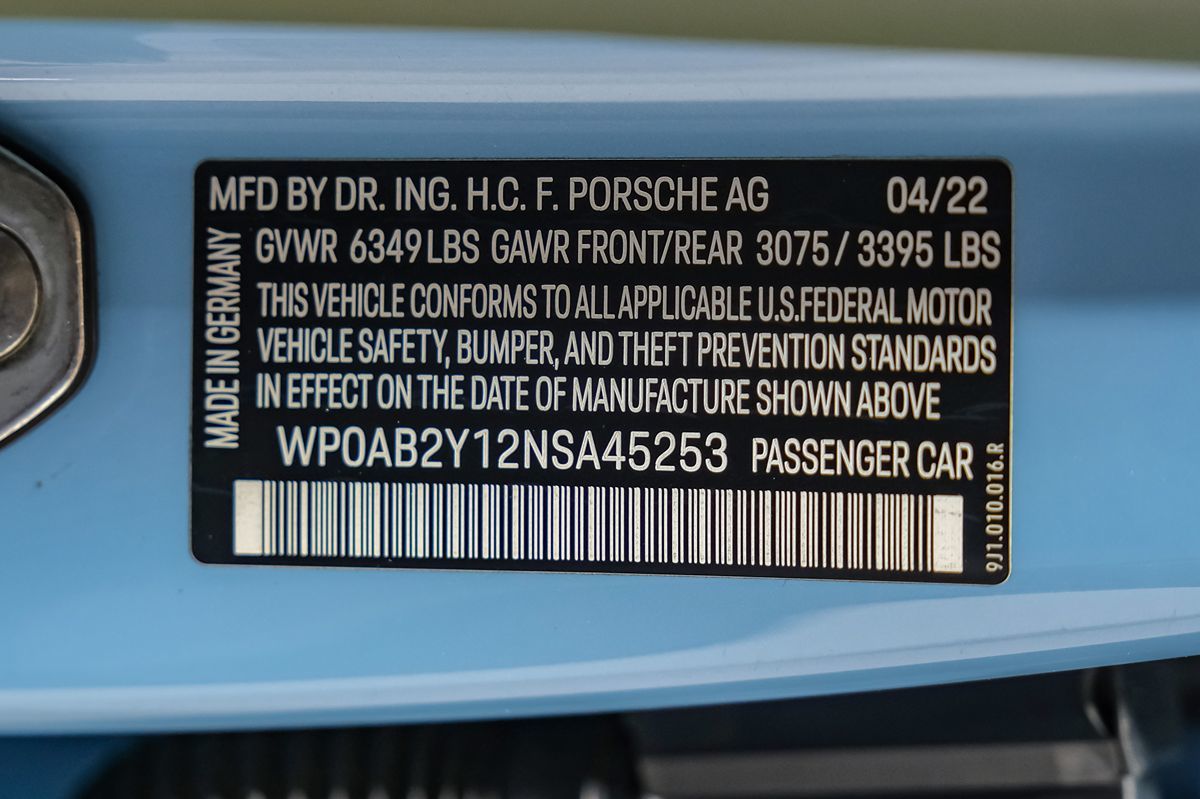 MFD BY DR. ING. H.C. F. PORSCHE AG 04/22
GVWR 6349 LBS GAWR FRONT/REAR 3075 / 3395 LBS
THIS VEHICLE CONFORMS TO ALL APPLICABLE U.S.FEDERAL MOTOR
VEHICLE SAFETY, BUMPER, AND THEFT PREVENTION STANDARDS
IN EFFECT ON THE DATE OF MANUFACTURE SHOWN ABOVE
WP0AB2Y12NSA45253 PASSENGER CAR
MADE IN GERMANY
9J1.010.016.R